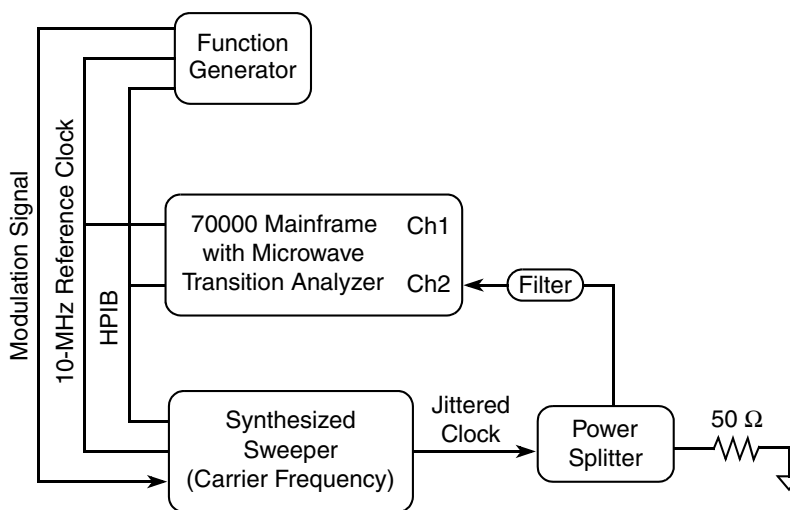 Function
Generator
Modulation Signal
10-MHz Reference Clock
HPIB
70000 Mainframe
with Microwave
Transition Analyzer
Ch1
Ch2
Filter
Synthesized
Sweeper
(Carrier Frequency)
Jittered
Clock
Power
Splitter
50 Ω